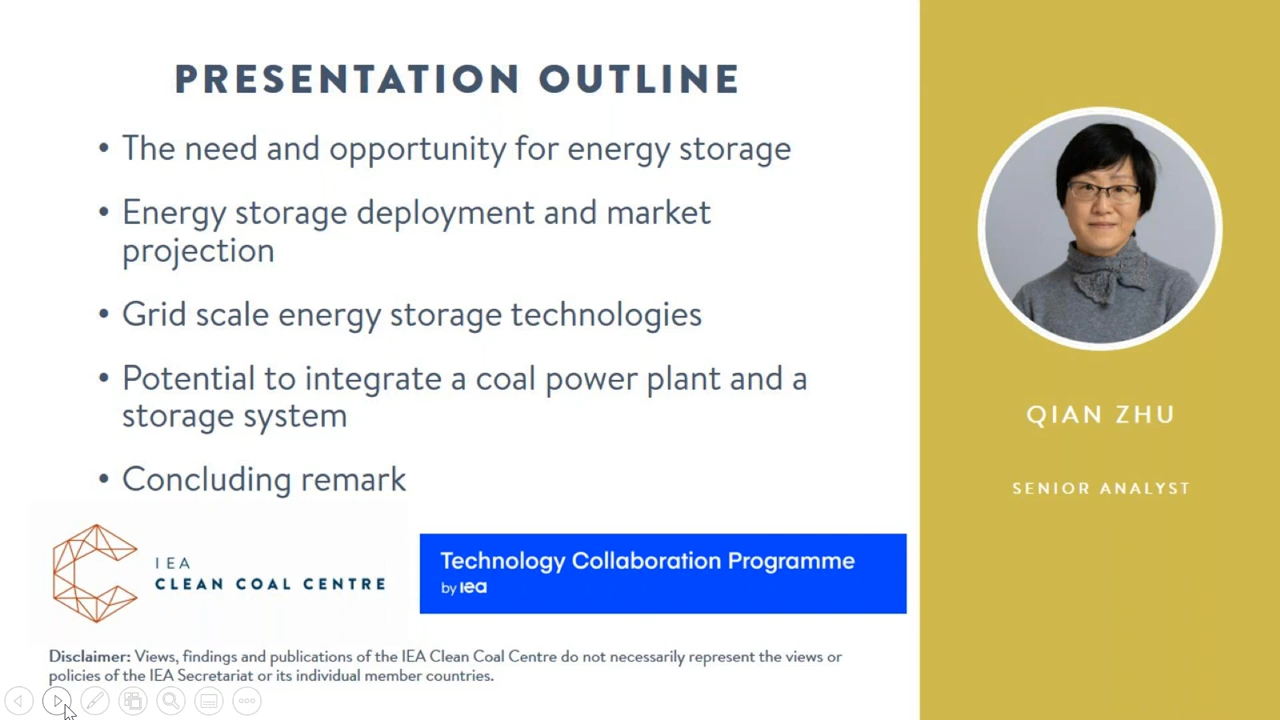 PRESENTATION OUTLINE
• The need and opportunity for energy storage
• Energy storage deployment and market
projection
• Grid scale energy storage technologies
• Potential to integrate a coal power plant and a
storage system
• Concluding remark
IEA
CLEAN COAL CENTRE
Technology Collaboration Programme
by iea
Disclaimer: Views, findings and publications of the IEA Clean Coal Centre do not necessarily represent the views or
policies of the IEA Secretariat or its individual member countries.
QIAN ZHU
SENIOR ANALYST